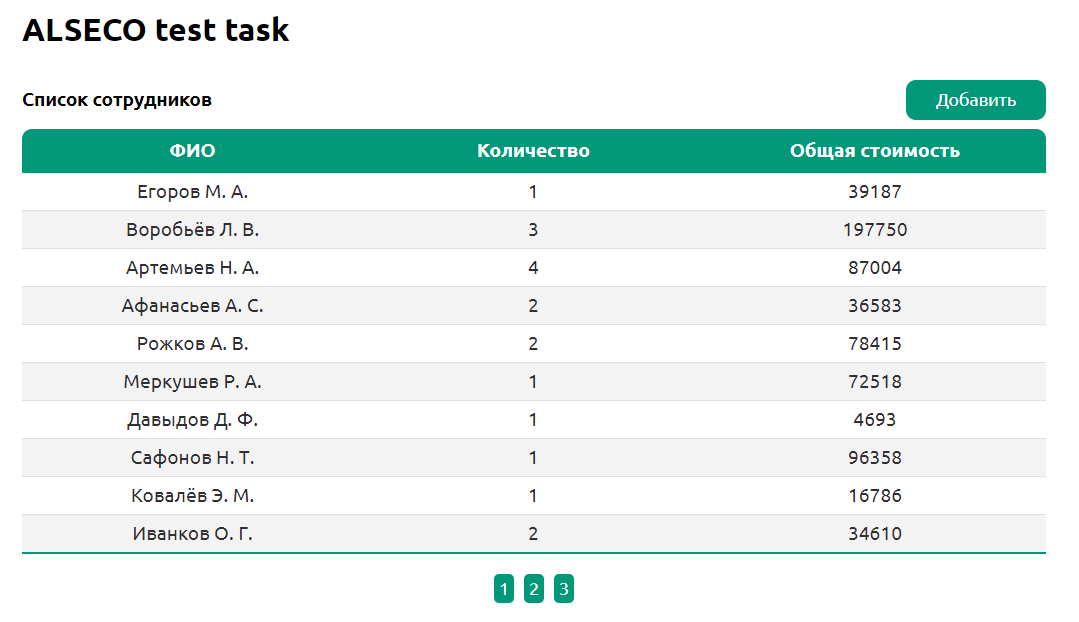 ALSECO test task
Список сотрудников Добавить
ФИО Количество Общая стоимость
Егоров М. А. 1 39187
Воробьёв Л. В. 3 197750
Артемьев Н. А. 4 87004
Афанасьев А. С. 2 36583
Рожков А. В. 2 78415
Меркушев Р. А. 1 72518
Давыдов Д. Ф. 1 4693
Сафонов Н. Т. 1 96358
Ковалёв Э. М. 1 16786
Иванков О. Г. 2 34610
1 2 3